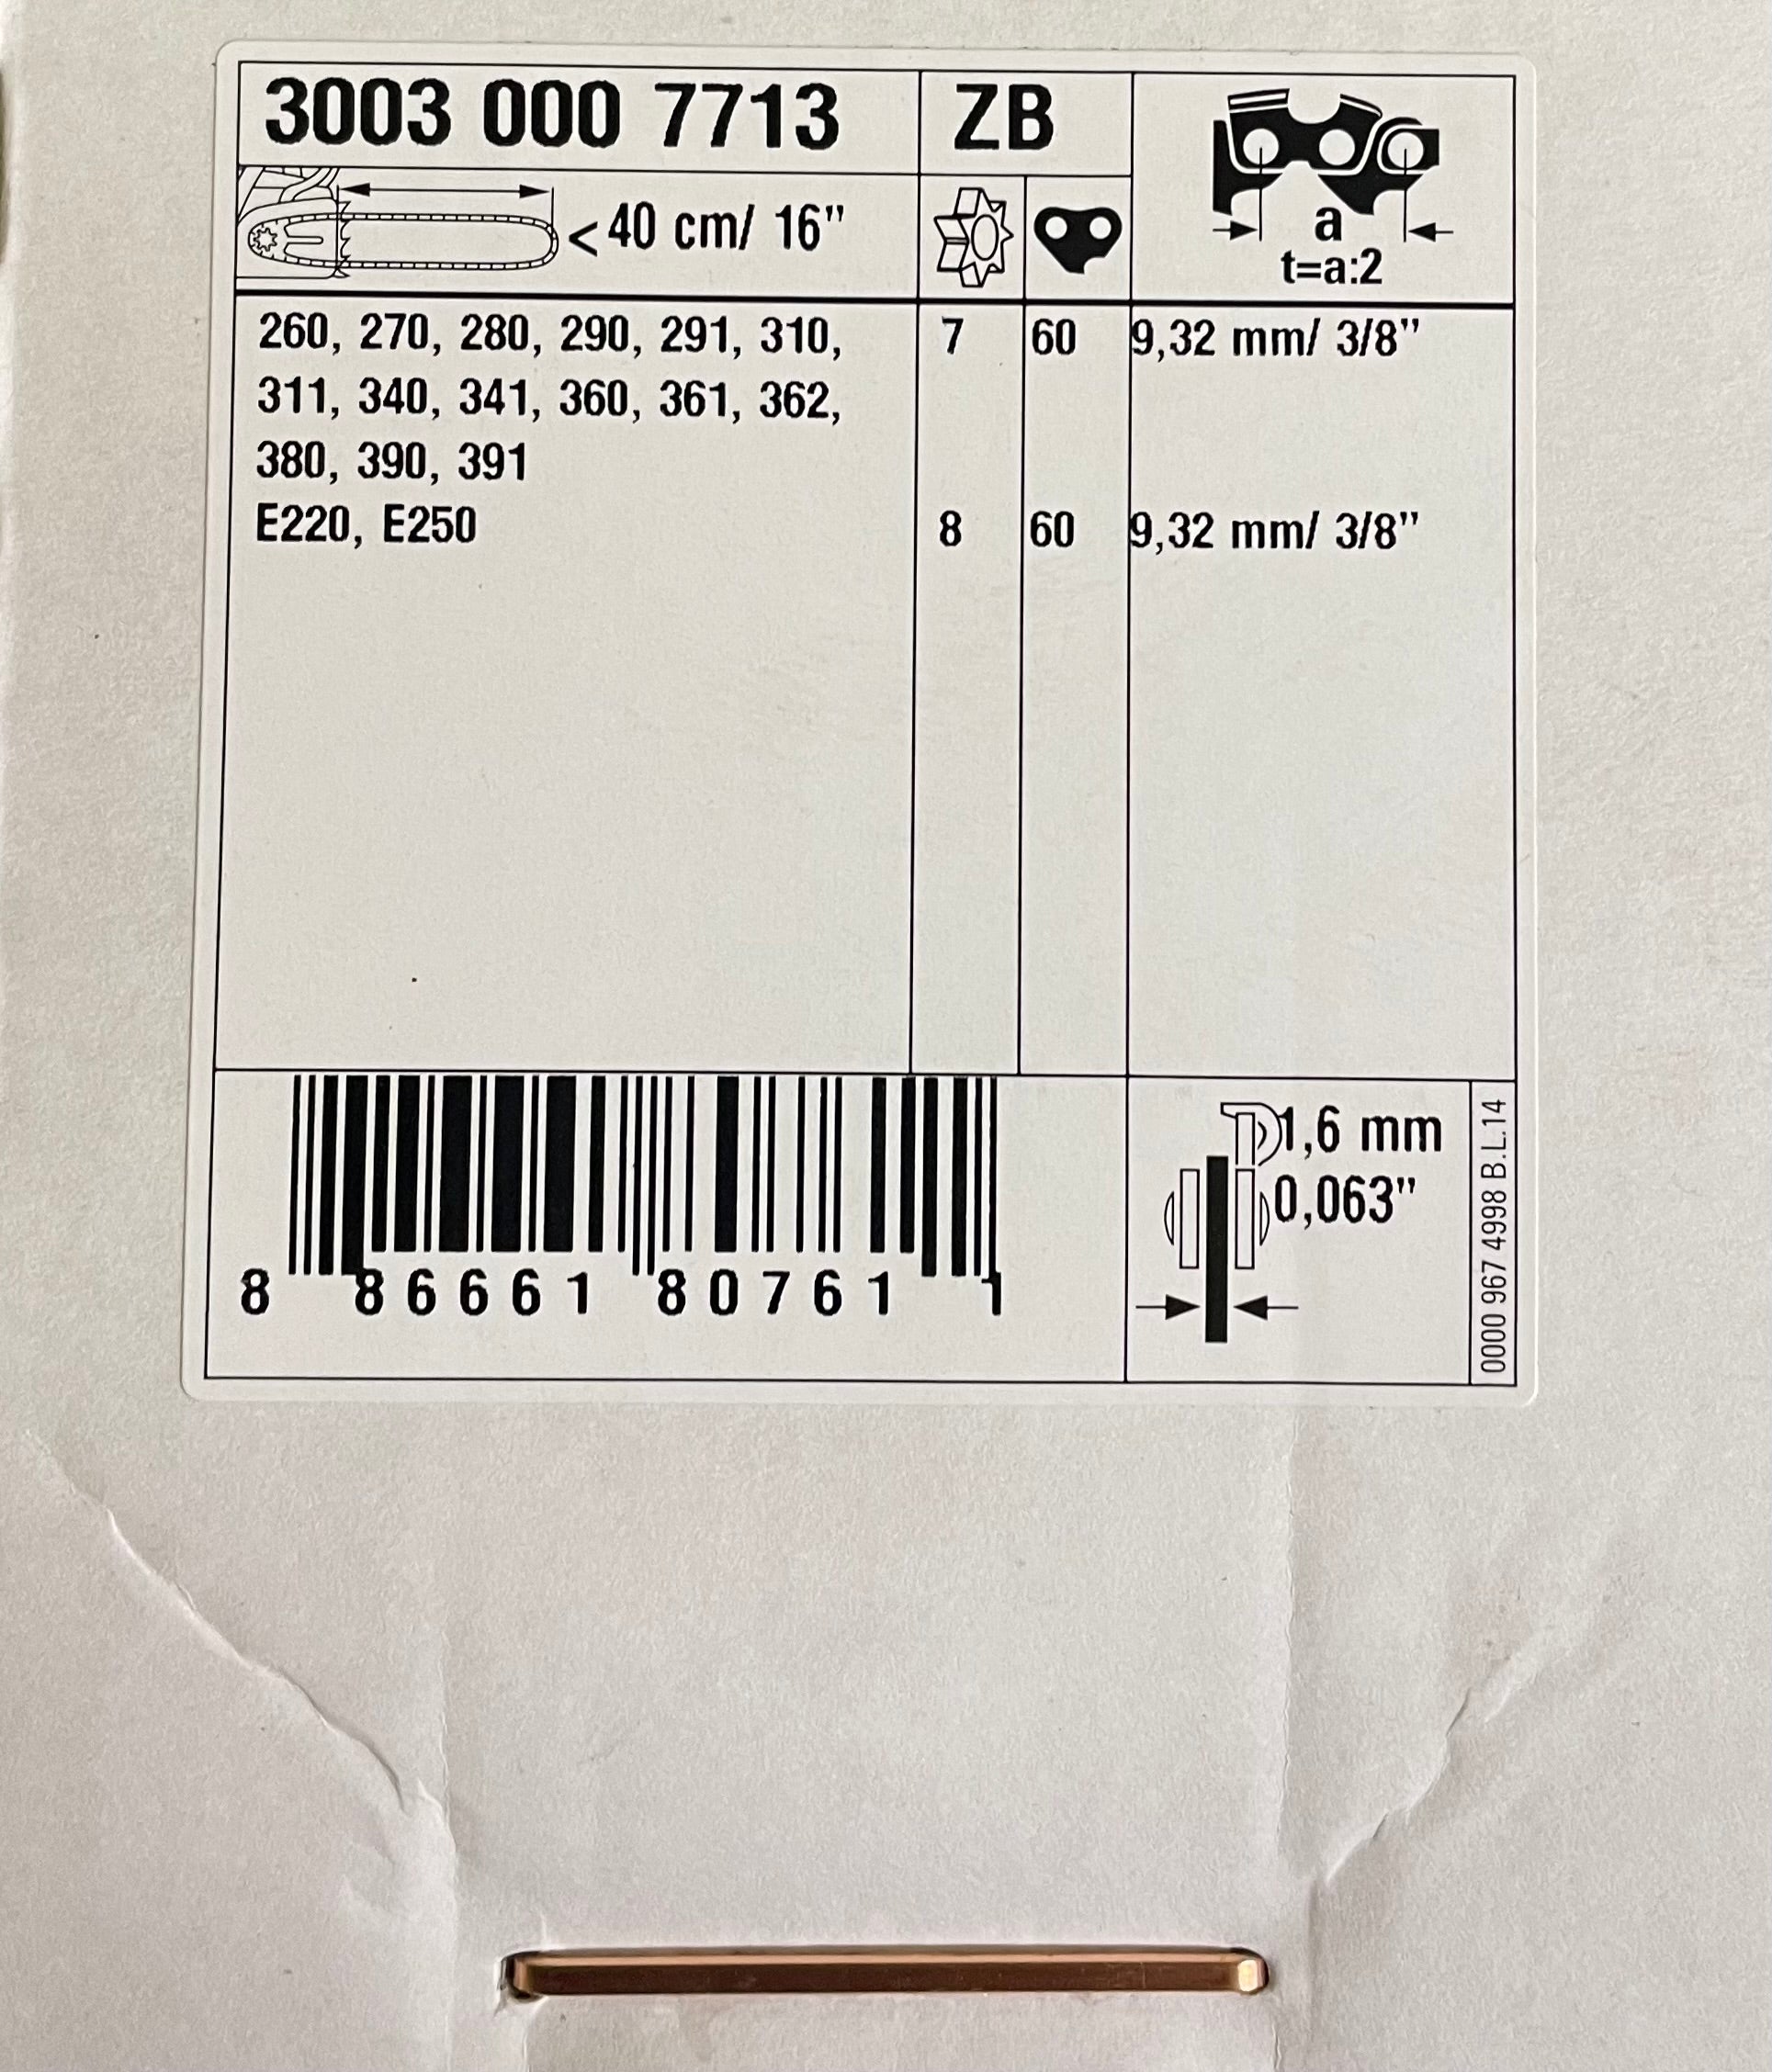 3003 000 7713 ZB
< 40 cm/ 16"
a
t=a:2
260, 270, 280, 290, 291, 310, 7 60 9,32 mm/ 3/8"
311, 340, 341, 360, 361, 362,
380, 390, 391
E220, E250 8 60 9,32 mm/ 3/8"
1,6 mm
0,063"
8 86661 80761 1
0000 967 4998 B.L.14